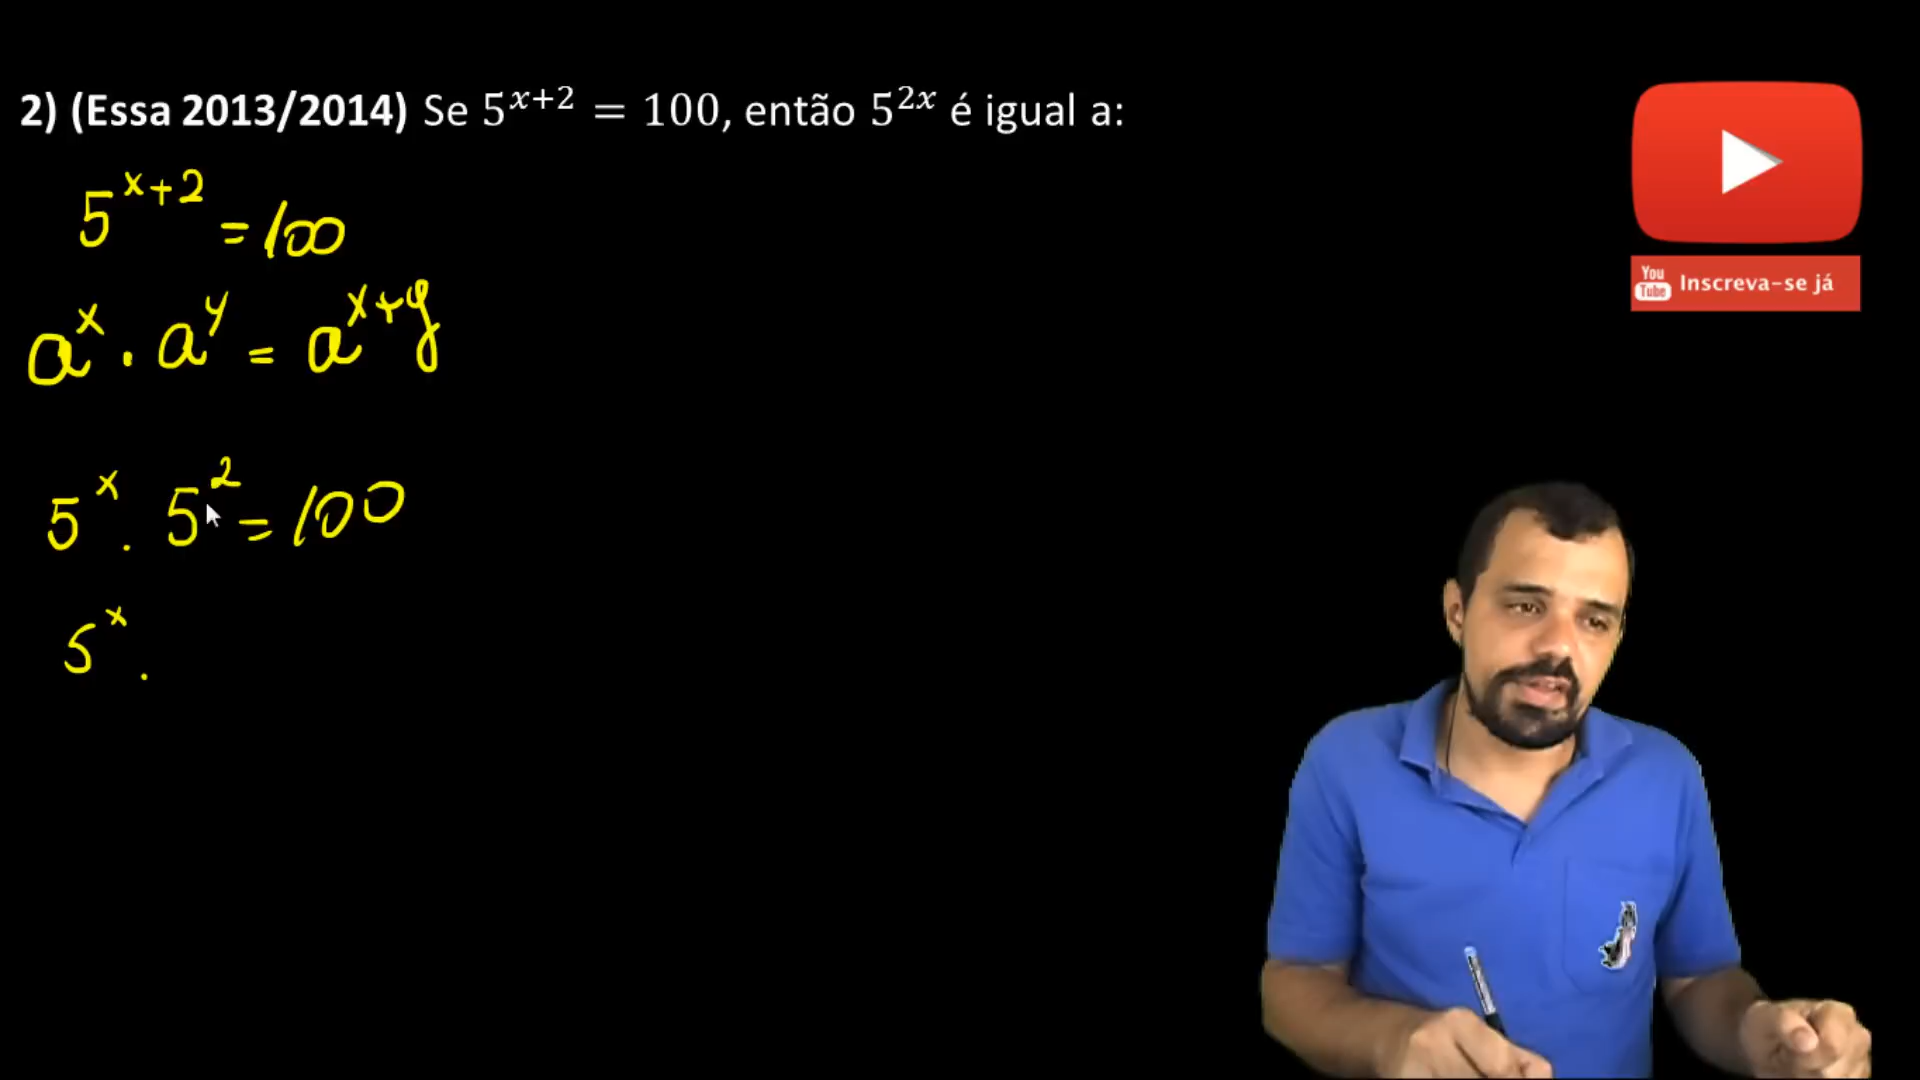 2) (Essa 2013/2014) Se 5^{x+2} = 100, então 5^{2x} é igual a:
5^{x+2} = 100
a^x . a^y = a^{x+y}
5^x . 5^2 = 100
5^x .
You Tube Inscreva-se já